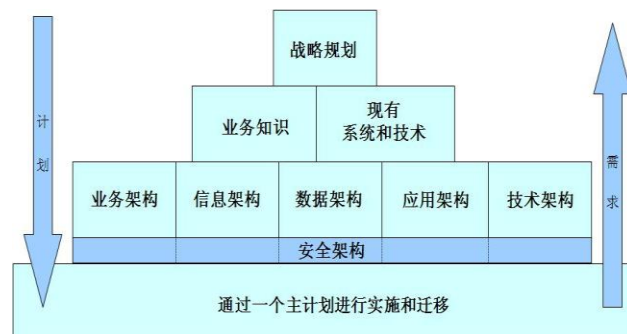 战略规划
业务知识
现有
系统和技术
业务架构
信息架构
数据架构
应用架构
技术架构
安全架构
通过一个主计划进行实施和迁移
计划
需求